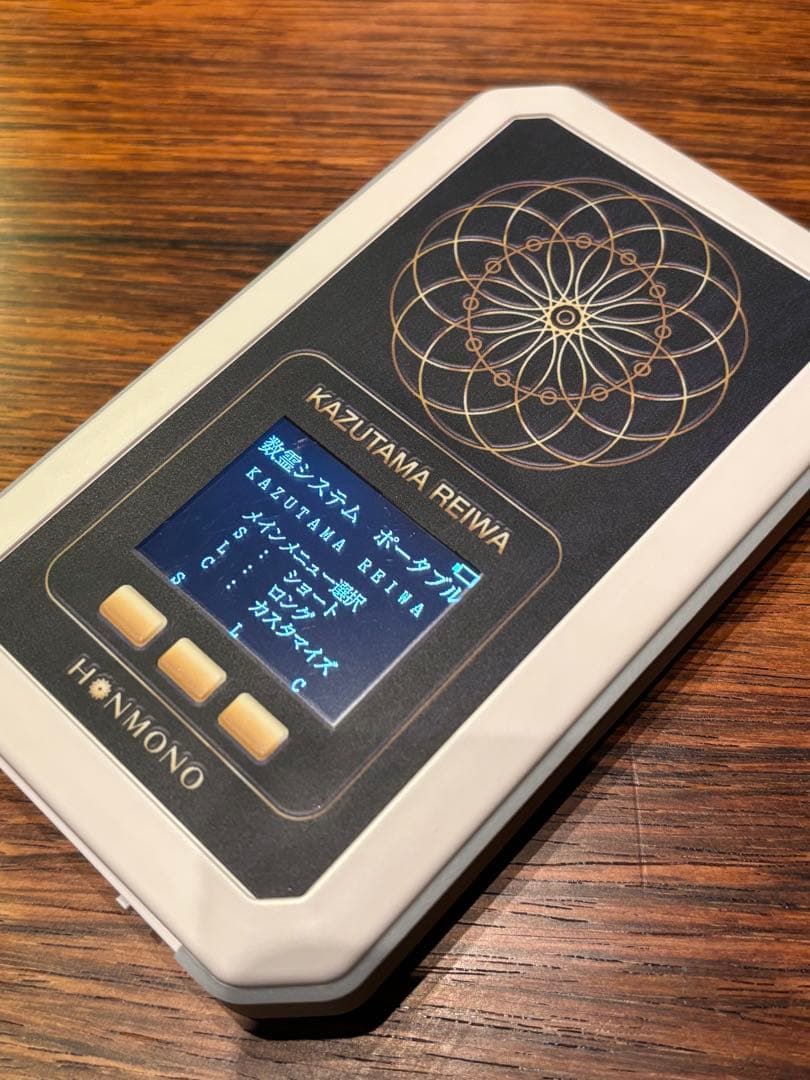 KAZUTAMA REIWA
数霊システム ポータブル
KAZUTAMA REIWA
メインメニュー選択
S : ショート
L : ロング
C : カスタマイズ
S L C
HONMONO